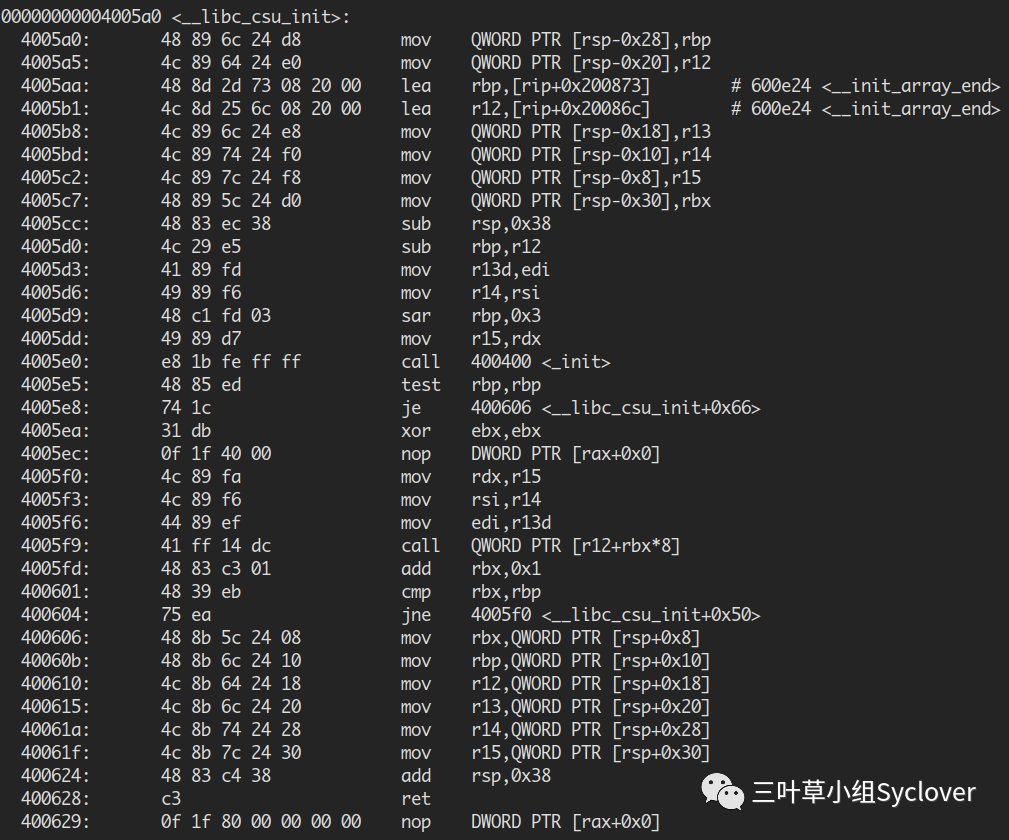 00000000004005a0 <__libc_csu_init>:
4005a0: 48 89 6c 24 d8 mov QWORD PTR [rsp-0x28],rbp
4005a5: 4c 89 64 24 e0 mov QWORD PTR [rsp-0x20],r12
4005aa: 48 8d 2d 73 08 20 00 lea rbp,[rip+0x200873] # 600e24 <__init_array_end>
4005b1: 4c 8d 25 6c 08 20 00 lea r12,[rip+0x20086c] # 600e24 <__init_array_end>
4005b8: 4c 89 6c 24 e8 mov QWORD PTR [rsp-0x18],r13
4005bd: 4c 89 74 24 f0 mov QWORD PTR [rsp-0x10],r14
4005c2: 4c 89 7c 24 f8 mov QWORD PTR [rsp-0x8],r15
4005c7: 48 89 5c 24 d0 mov QWORD PTR [rsp-0x30],rbx
4005cc: 48 83 ec 38 sub rsp,0x38
4005d0: 4c 29 e5 sub rbp,r12
4005d3: 41 89 fd mov r13d,edi
4005d6: 49 89 f6 mov r14,rsi
4005d9: 48 c1 fd 03 sar rbp,0x3
4005dd: 49 89 d7 mov r15,rdx
4005e0: e8 1b fe ff ff call 400400 <_init>
4005e5: 48 85 ed test rbp,rbp
4005e8: 74 1c je 400606 <__libc_csu_init+0x66>
4005ea: 31 db xor ebx,ebx
4005ec: 0f 1f 40 00 nop DWORD PTR [rax+0x0]
4005f0: 4c 89 fa mov rdx,r15
4005f3: 4c 89 f6 mov rsi,r14
4005f6: 44 89 ef mov edi,r13d
4005f9: 41 ff 14 dc call QWORD PTR [r12+rbx*8]
4005fd: 48 83 c3 01 add rbx,0x1
400601: 48 39 eb cmp rbx,rbp
400604: 75 ea jne 4005f0 <__libc_csu_init+0x50>
400606: 48 8b 5c 24 08 mov rbx,QWORD PTR [rsp+0x8]
40060b: 48 8b 6c 24 10 mov rbp,QWORD PTR [rsp+0x10]
400610: 4c 8b 64 24 18 mov r12,QWORD PTR [rsp+0x18]
400615: 4c 8b 6c 24 20 mov r13,QWORD PTR [rsp+0x20]
40061a: 4c 8b 74 24 28 mov r14,QWORD PTR [rsp+0x28]
40061f: 4c 8b 7c 24 30 mov r15,QWORD PTR [rsp+0x30]
400624: 48 83 c4 38 add rsp,0x38
400628: c3 ret
400629: 0f 1f 80 00 00 00 00 nop DWORD PTR [rax+0x0]
三叶草小组Syclover